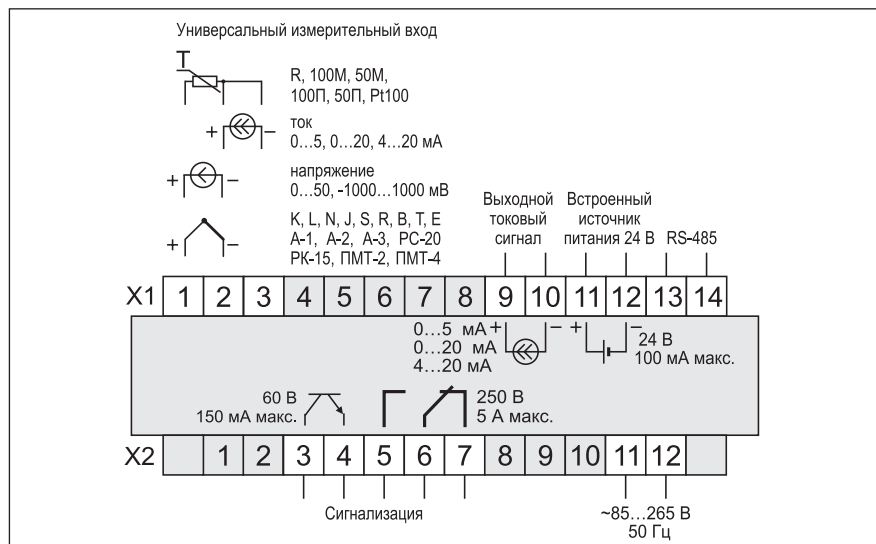 Универсальный измерительный вход
T
R, 100М, 50М,
100П, 50П, Pt100
+ –
ток
0...5, 0...20, 4...20 мА
+ –
напряжение
0...50, -1000...1000 мВ
+ –
K, L, N, J, S, R, B, T, E
А-1, А-2, А-3, РС-20
РК-15, ПМТ-2, ПМТ-4
Выходной
токовый
сигнал
Встроенный
источник
питания 24 В
RS-485
X1 1 2 3 4 5 6 7 8 9 10 11 12 13 14
0...5 мА
0...20 мА
4...20 мА
+ –
+ –
24 В
100 мА макс.
60 В
150 мА макс.
250 В
5 А макс.
X2 1 2 3 4 5 6 7 8 9 10 11 12
Сигнализация
~85...265 В
50 Гц